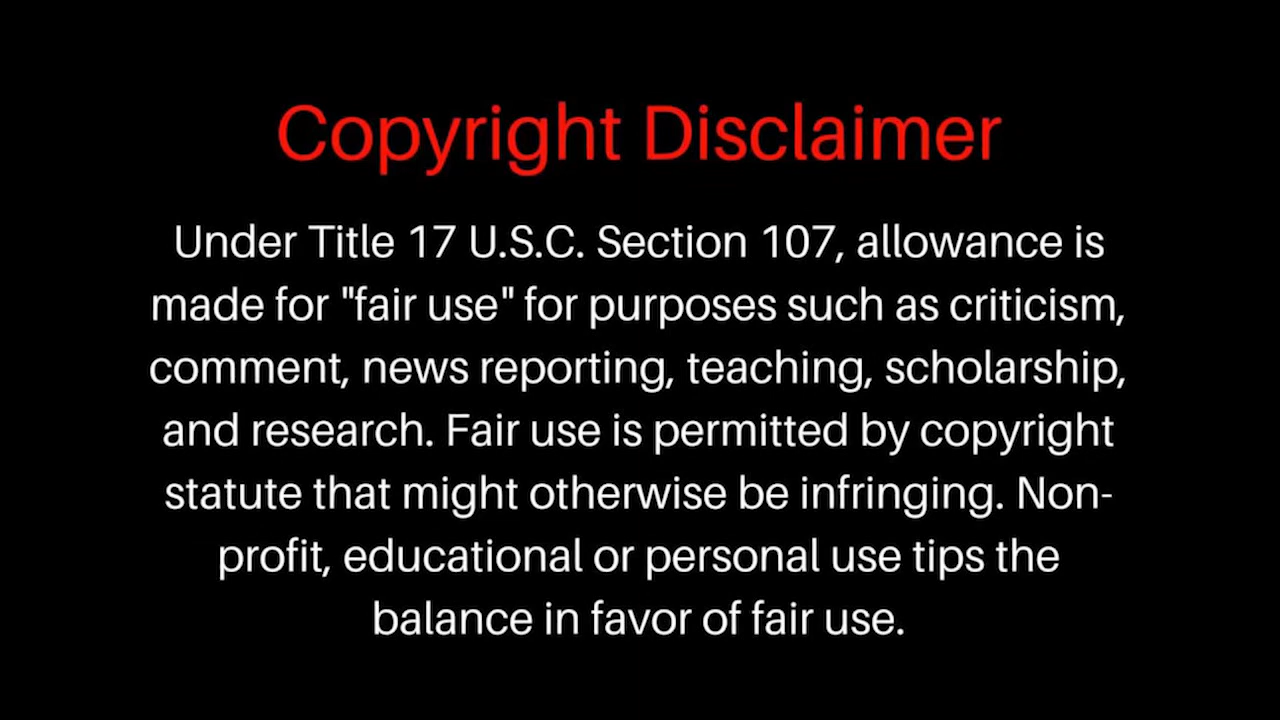 Copyright Disclaimer
Under Title 17 U.S.C. Section 107, allowance is
made for "fair use" for purposes such as criticism,
comment, news reporting, teaching, scholarship,
and research. Fair use is permitted by copyright
statute that might otherwise be infringing. Non-
profit, educational or personal use tips the
balance in favor of fair use.